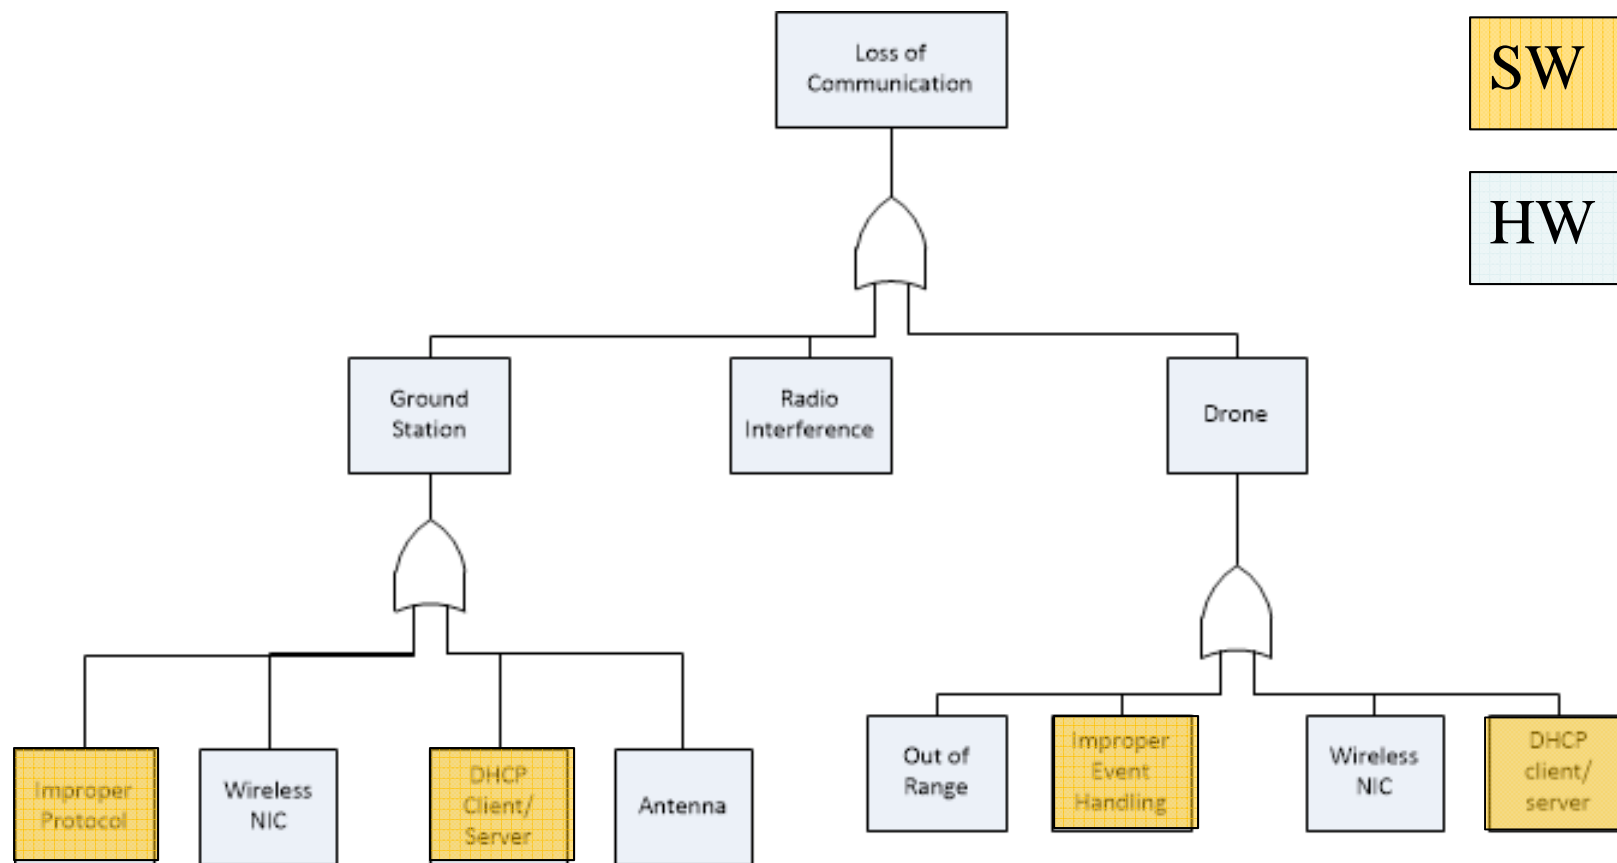 Loss of
Communication
SW
HW
Ground
Station
Radio
Interference
Drone
Improper
Protocol
Wireless
NIC
DHCP
Client/
Server
Antenna
Out of
Range
Improper
Event
Handling
Wireless
NIC
DHCP
client/
server